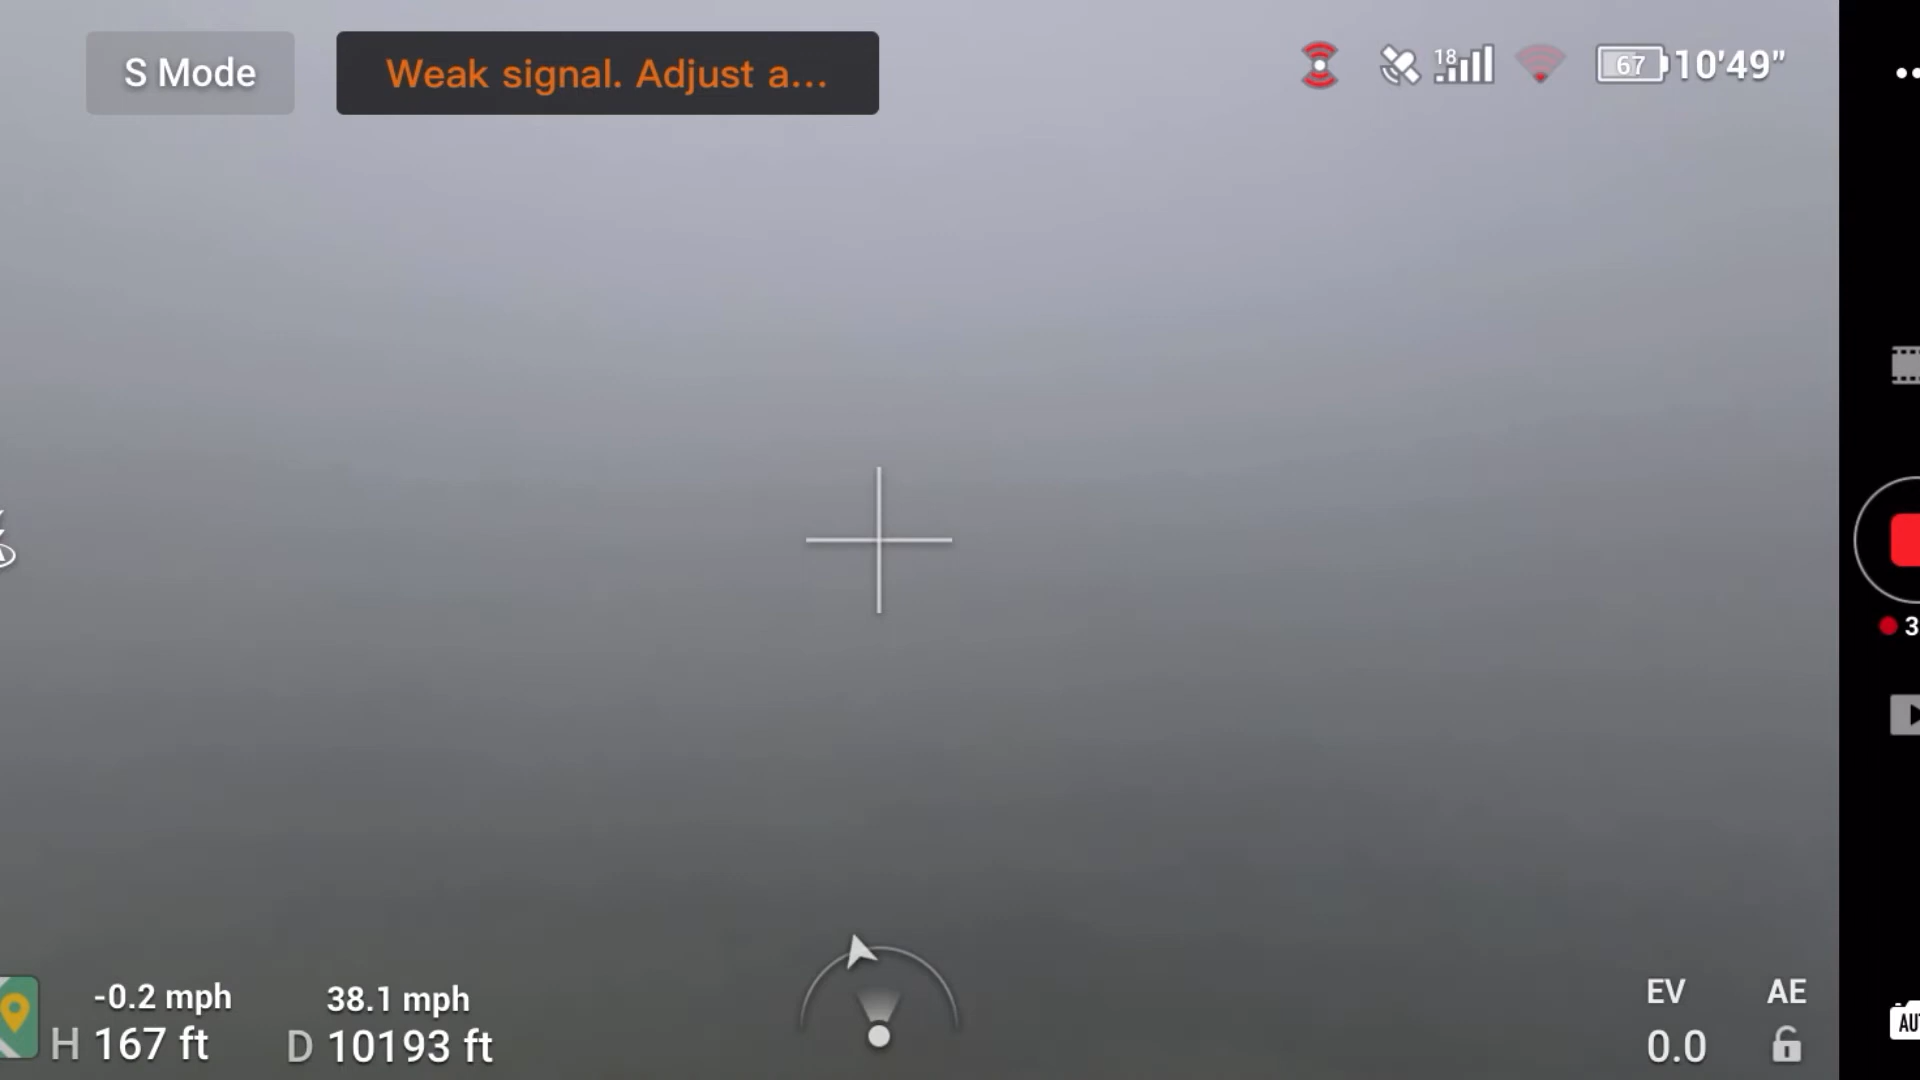 S Mode
Weak signal. Adjust a...
18
67
10'49"
3
-0.2 mph
38.1 mph
H 167 ft
D 10193 ft
EV
AE
0.0
AU